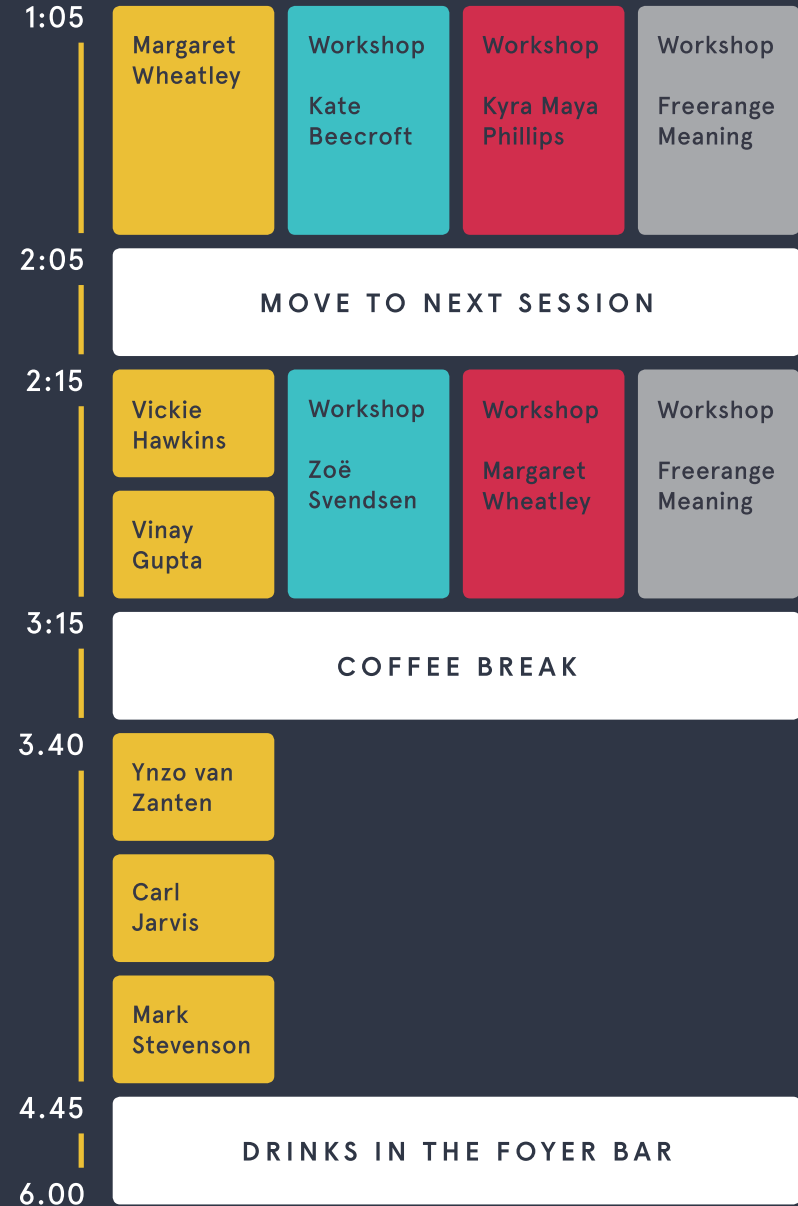 1:05
Margaret
Wheatley
Workshop
Kate
Beecroft
Workshop
Kyra Maya
Phillips
Workshop
Freerange
Meaning
2:05
MOVE TO NEXT SESSION
2:15
Vickie
Hawkins
Vinay
Gupta
Workshop
Zoë
Svendsen
Workshop
Margaret
Wheatley
Workshop
Freerange
Meaning
3:15
COFFEE BREAK
3.40
Ynzo van
Zanten
Carl
Jarvis
Mark
Stevenson
4.45
DRINKS IN THE FOYER BAR
6.00